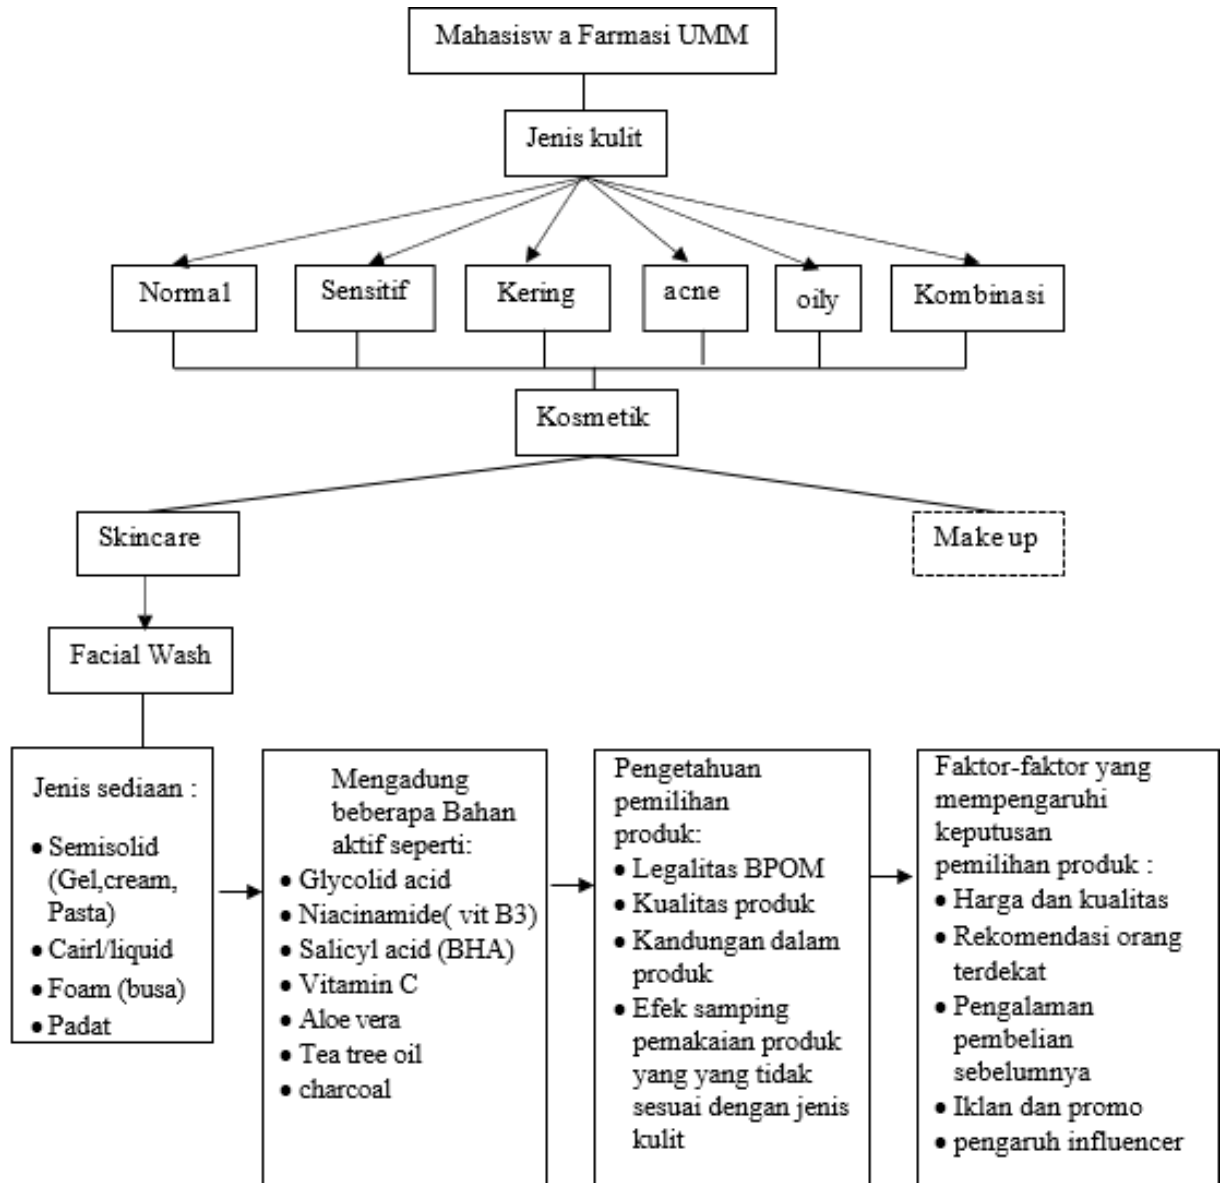 Mahasisw a Farmasi UMM
Jenis kulit
Normal
Sensitif
Kering
acne
oily
Kombinasi
Kosmetik
Skincare
Make up
Facial Wash
Jenis sediaan :
• Semisolid
(Gel,cream,
Pasta)
• Cairl/liquid
• Foam (busa)
• Padat
Mengadung
beberapa Bahan
aktif seperti:
• Glycolid acid
• Niacinamide( vit B3)
• Salicyl acid (BHA)
• Vitamin C
• Aloe vera
• Tea tree oil
• charcoal
Pengetahuan
pemilihan
produk:
• Legalitas BPOM
• Kualitas produk
• Kandungan dalam
produk
• Efek samping
pemakaian produk
yang yang tidak
sesuai dengan jenis
kulit
Faktor-faktor yang
mempengaruhi
keputusan
pemilihan produk :
• Harga dan kualitas
• Rekomendasi orang
terdekat
• Pengalaman
pembelian
sebelumnya
• Iklan dan promo
• pengaruh influencer